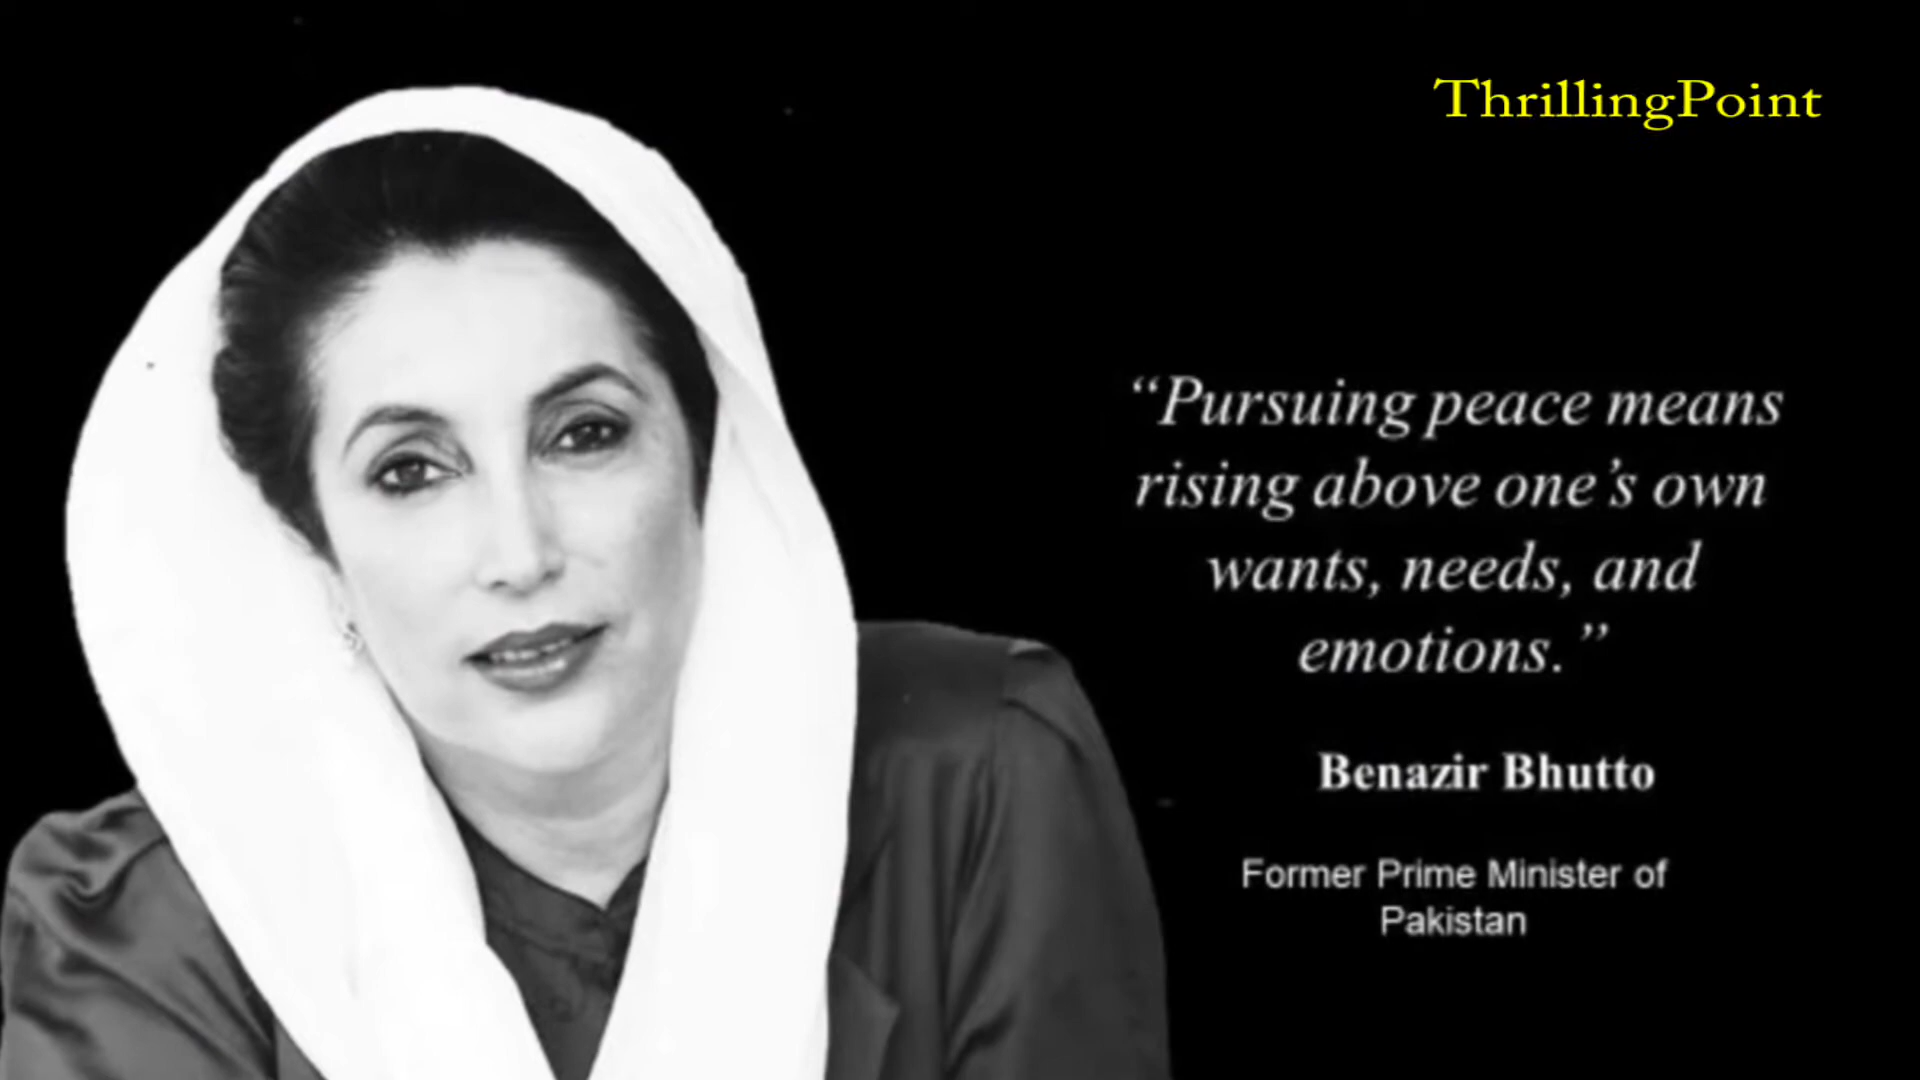 ThrillingPoint
“Pursuing peace means
rising above one’s own
wants, needs, and
emotions.”
Benazir Bhutto
Former Prime Minister of
Pakistan